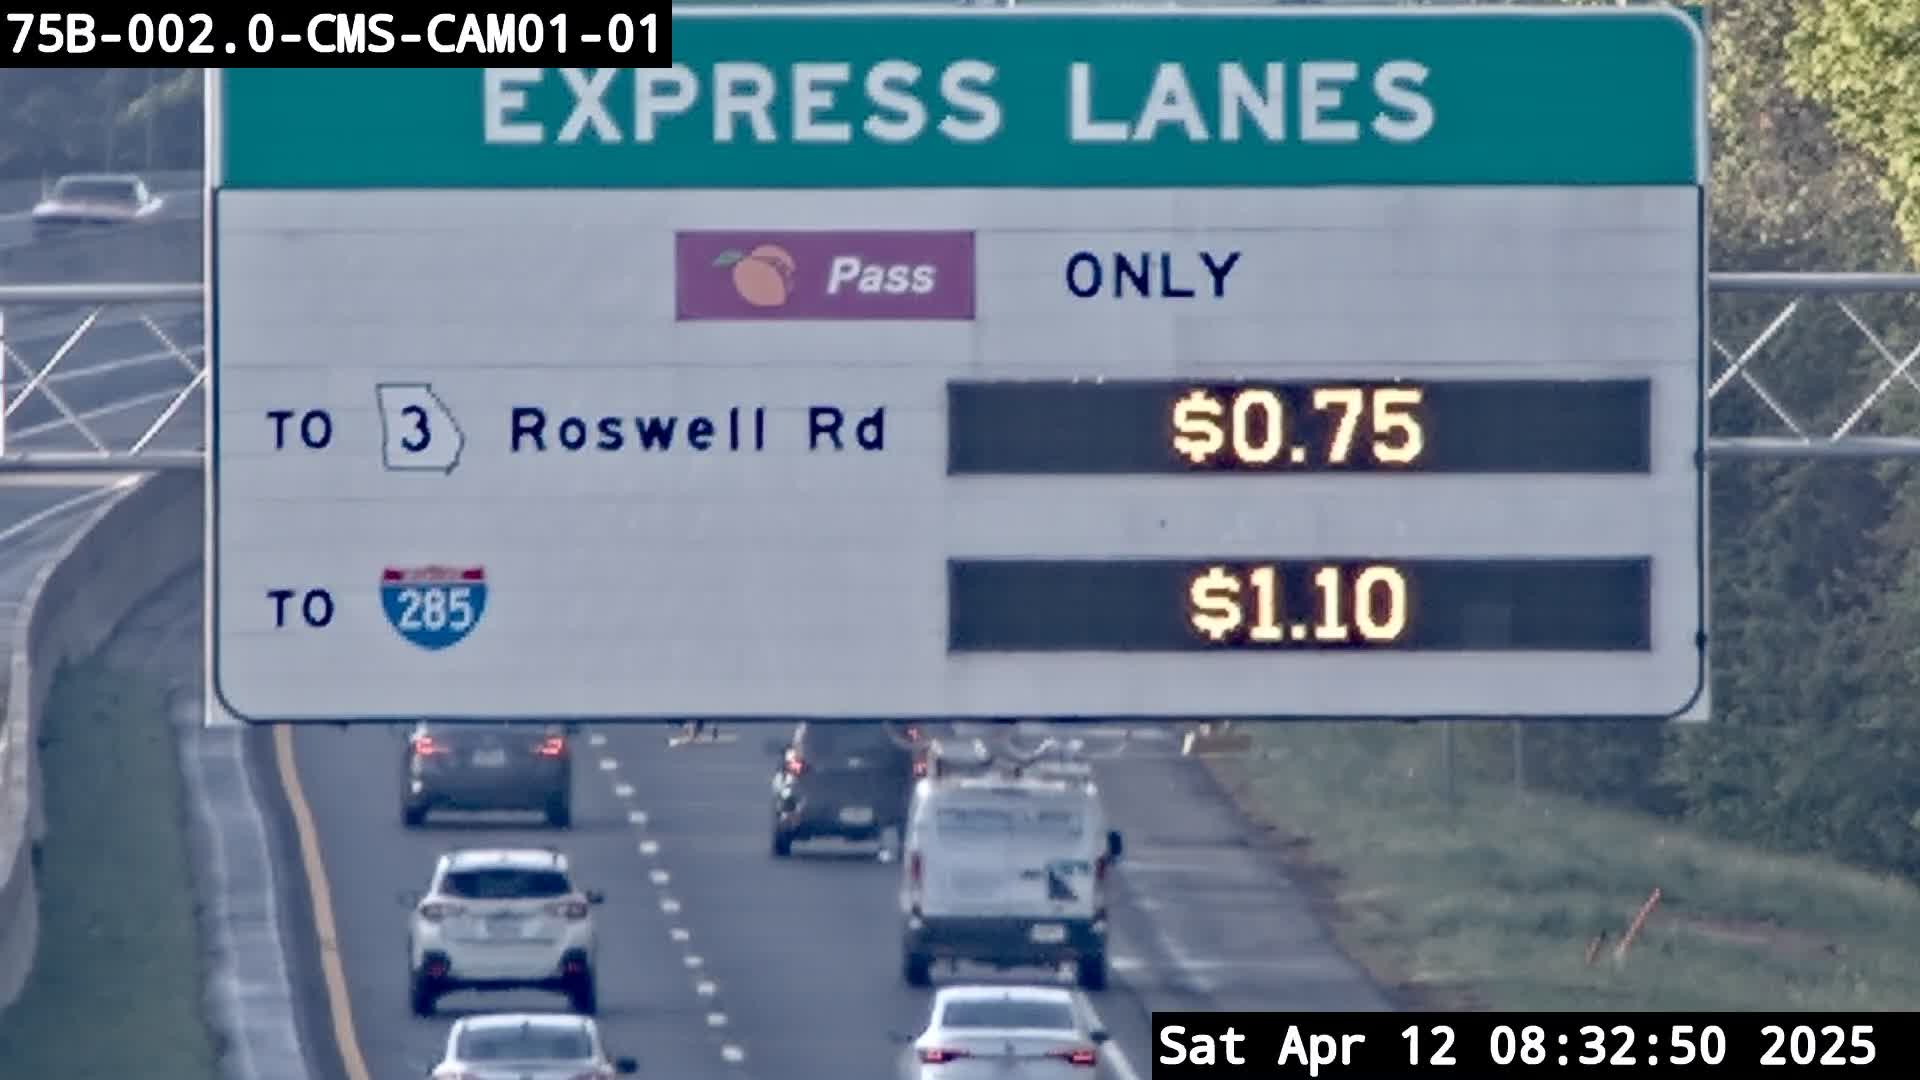 75B-002.0-CMS-CAM01-01
EXPRESS LANES
Pass ONLY
TO 3 Roswell Rd $0.75
TO 285 $1.10
Sat Apr 12 08:32:50 2025